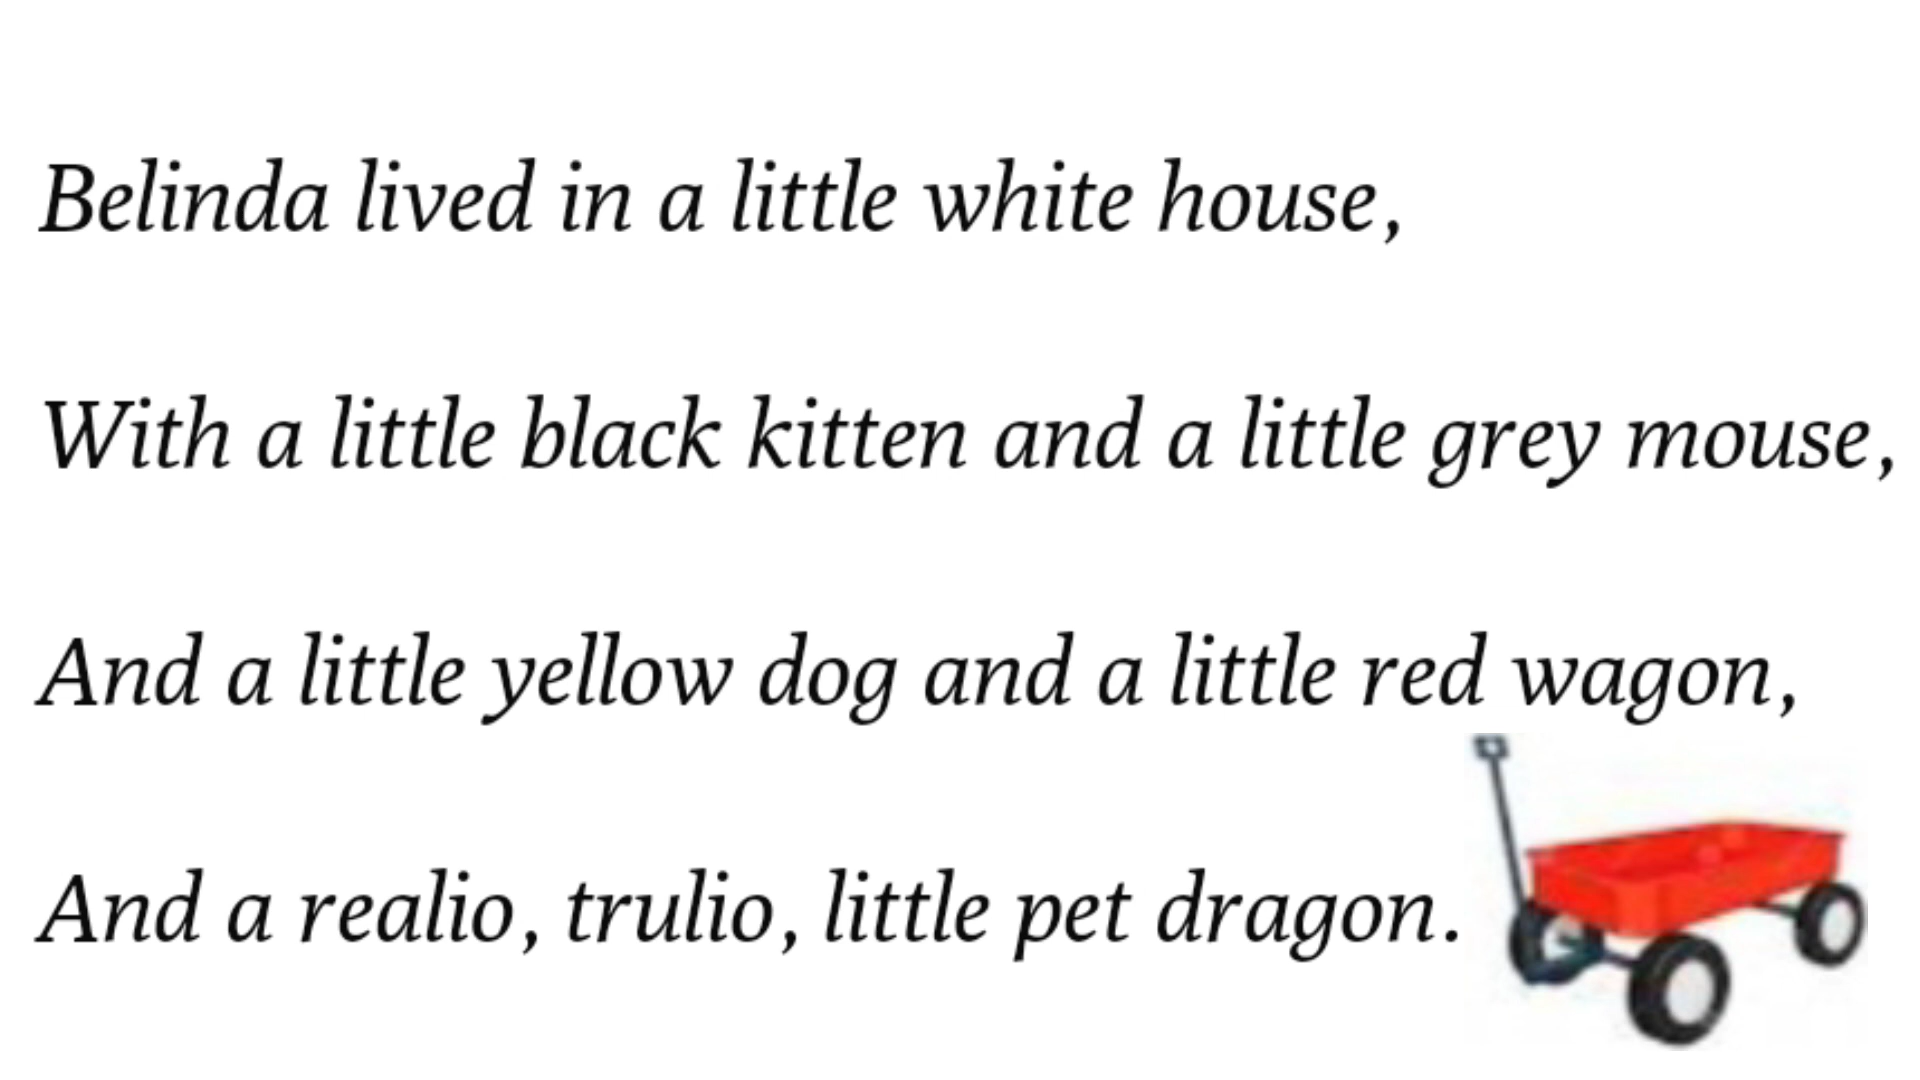 Belinda lived in a little white house,
With a little black kitten and a little grey mouse,
And a little yellow dog and a little red wagon,
And a realio, trulio, little pet dragon.